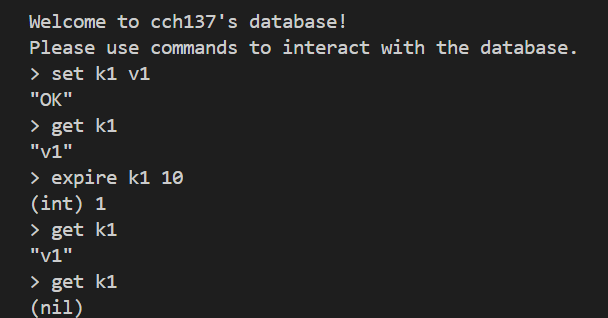 Welcome to cch137's database!
Please use commands to interact with the database.
> set k1 v1
"OK"
> get k1
"v1"
> expire k1 10
(int) 1
> get k1
"v1"
> get k1
(nil)